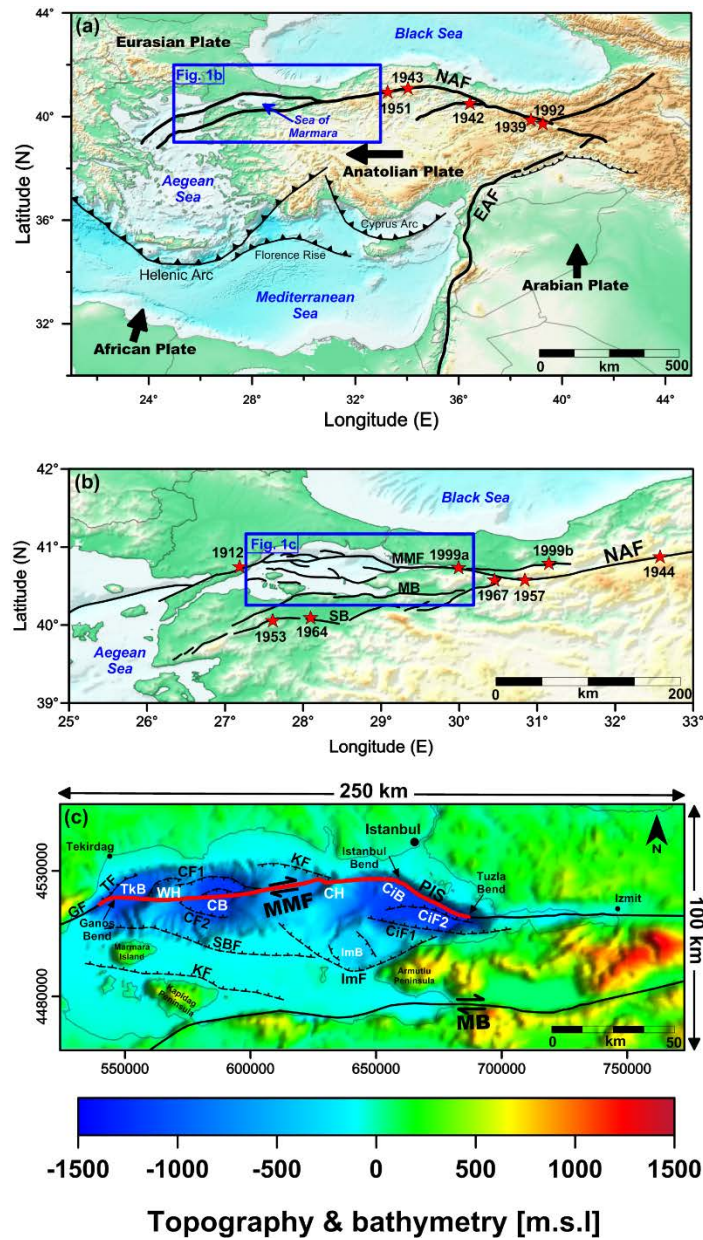 (a)
44°
40°
36°
32°
Latitude (N)
Eurasian Plate
Black Sea
Fig. 1b
1943
NAF
1951
1942
1992
1939
Sea of
Marmara
Anatolian Plate
Aegean
Sea
EAF
Cyprus Arc
Florence Rise
Helenic Arc
Mediterranean
Sea
Arabian Plate
African Plate
0 km 500
24° 28° 32° 36° 40° 44°
Longitude (E)
(b)
42°
41°
40°
39°
Latitude (N)
Black Sea
Fig. 1c
1912
MMF
1999a
1999b
NAF
1944
MB
1967
1957
SB
1953
1964
Aegean
Sea
0 km 200
25° 26° 27° 28° 29° 30° 31° 32° 33°
Longitude (E)
250 km
(c)
100 km
N
Istanbul
Tekirdag
Istanbul
Bend
KF
4530000
TF
CF1
TkB
WH
CB
CH
CiB
PIS
Tuzla
Bend
Izmit
GF
MMF
CiF2
Ganos
Bend
CF2
CiF1
Marmara
Island
SBF
ImB
KF
ImF
Armutlu
Peninsula
4480000
Kapidag
Peninsula
MB
0 km 50
550000 600000 650000 700000 750000
-1500 -1000 -500 0 500 1000 1500
Topography & bathymetry [m.s.l]